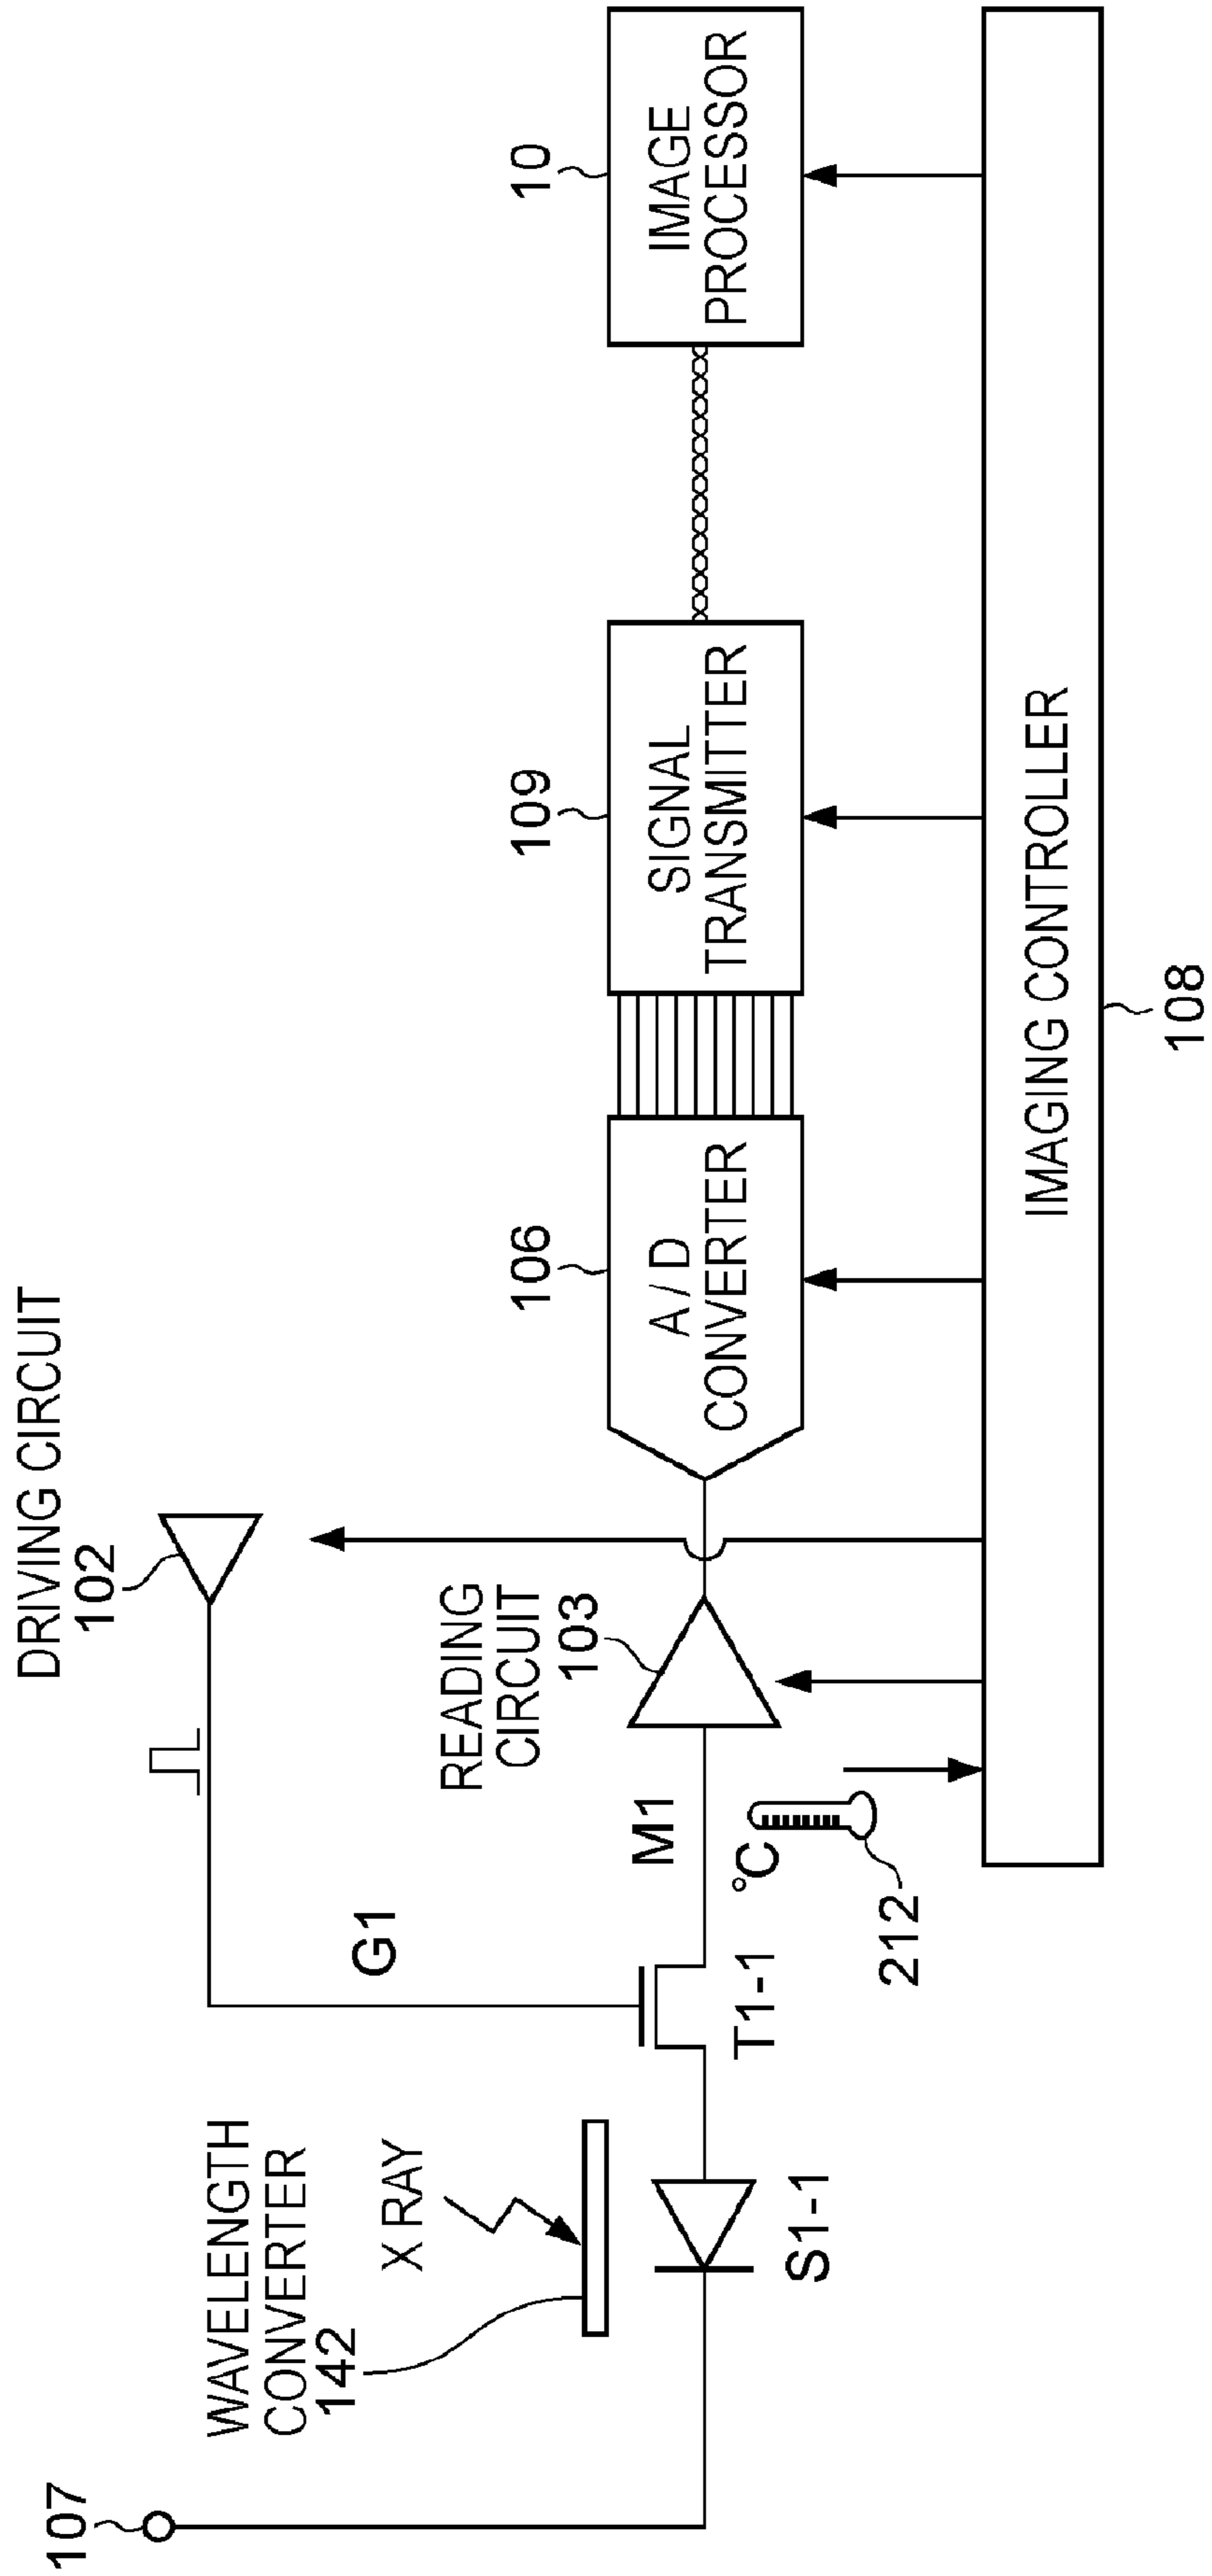 107
WAVELENGTH
CONVERTER
142
X RAY
S1-1
T1-1
G1
DRIVING CIRCUIT
102
READING
CIRCUIT
103
M1
°C
212
106
A / D
CONVERTER
109
SIGNAL
TRANSMITTER
10
IMAGE
PROCESSOR
IMAGING CONTROLLER
108